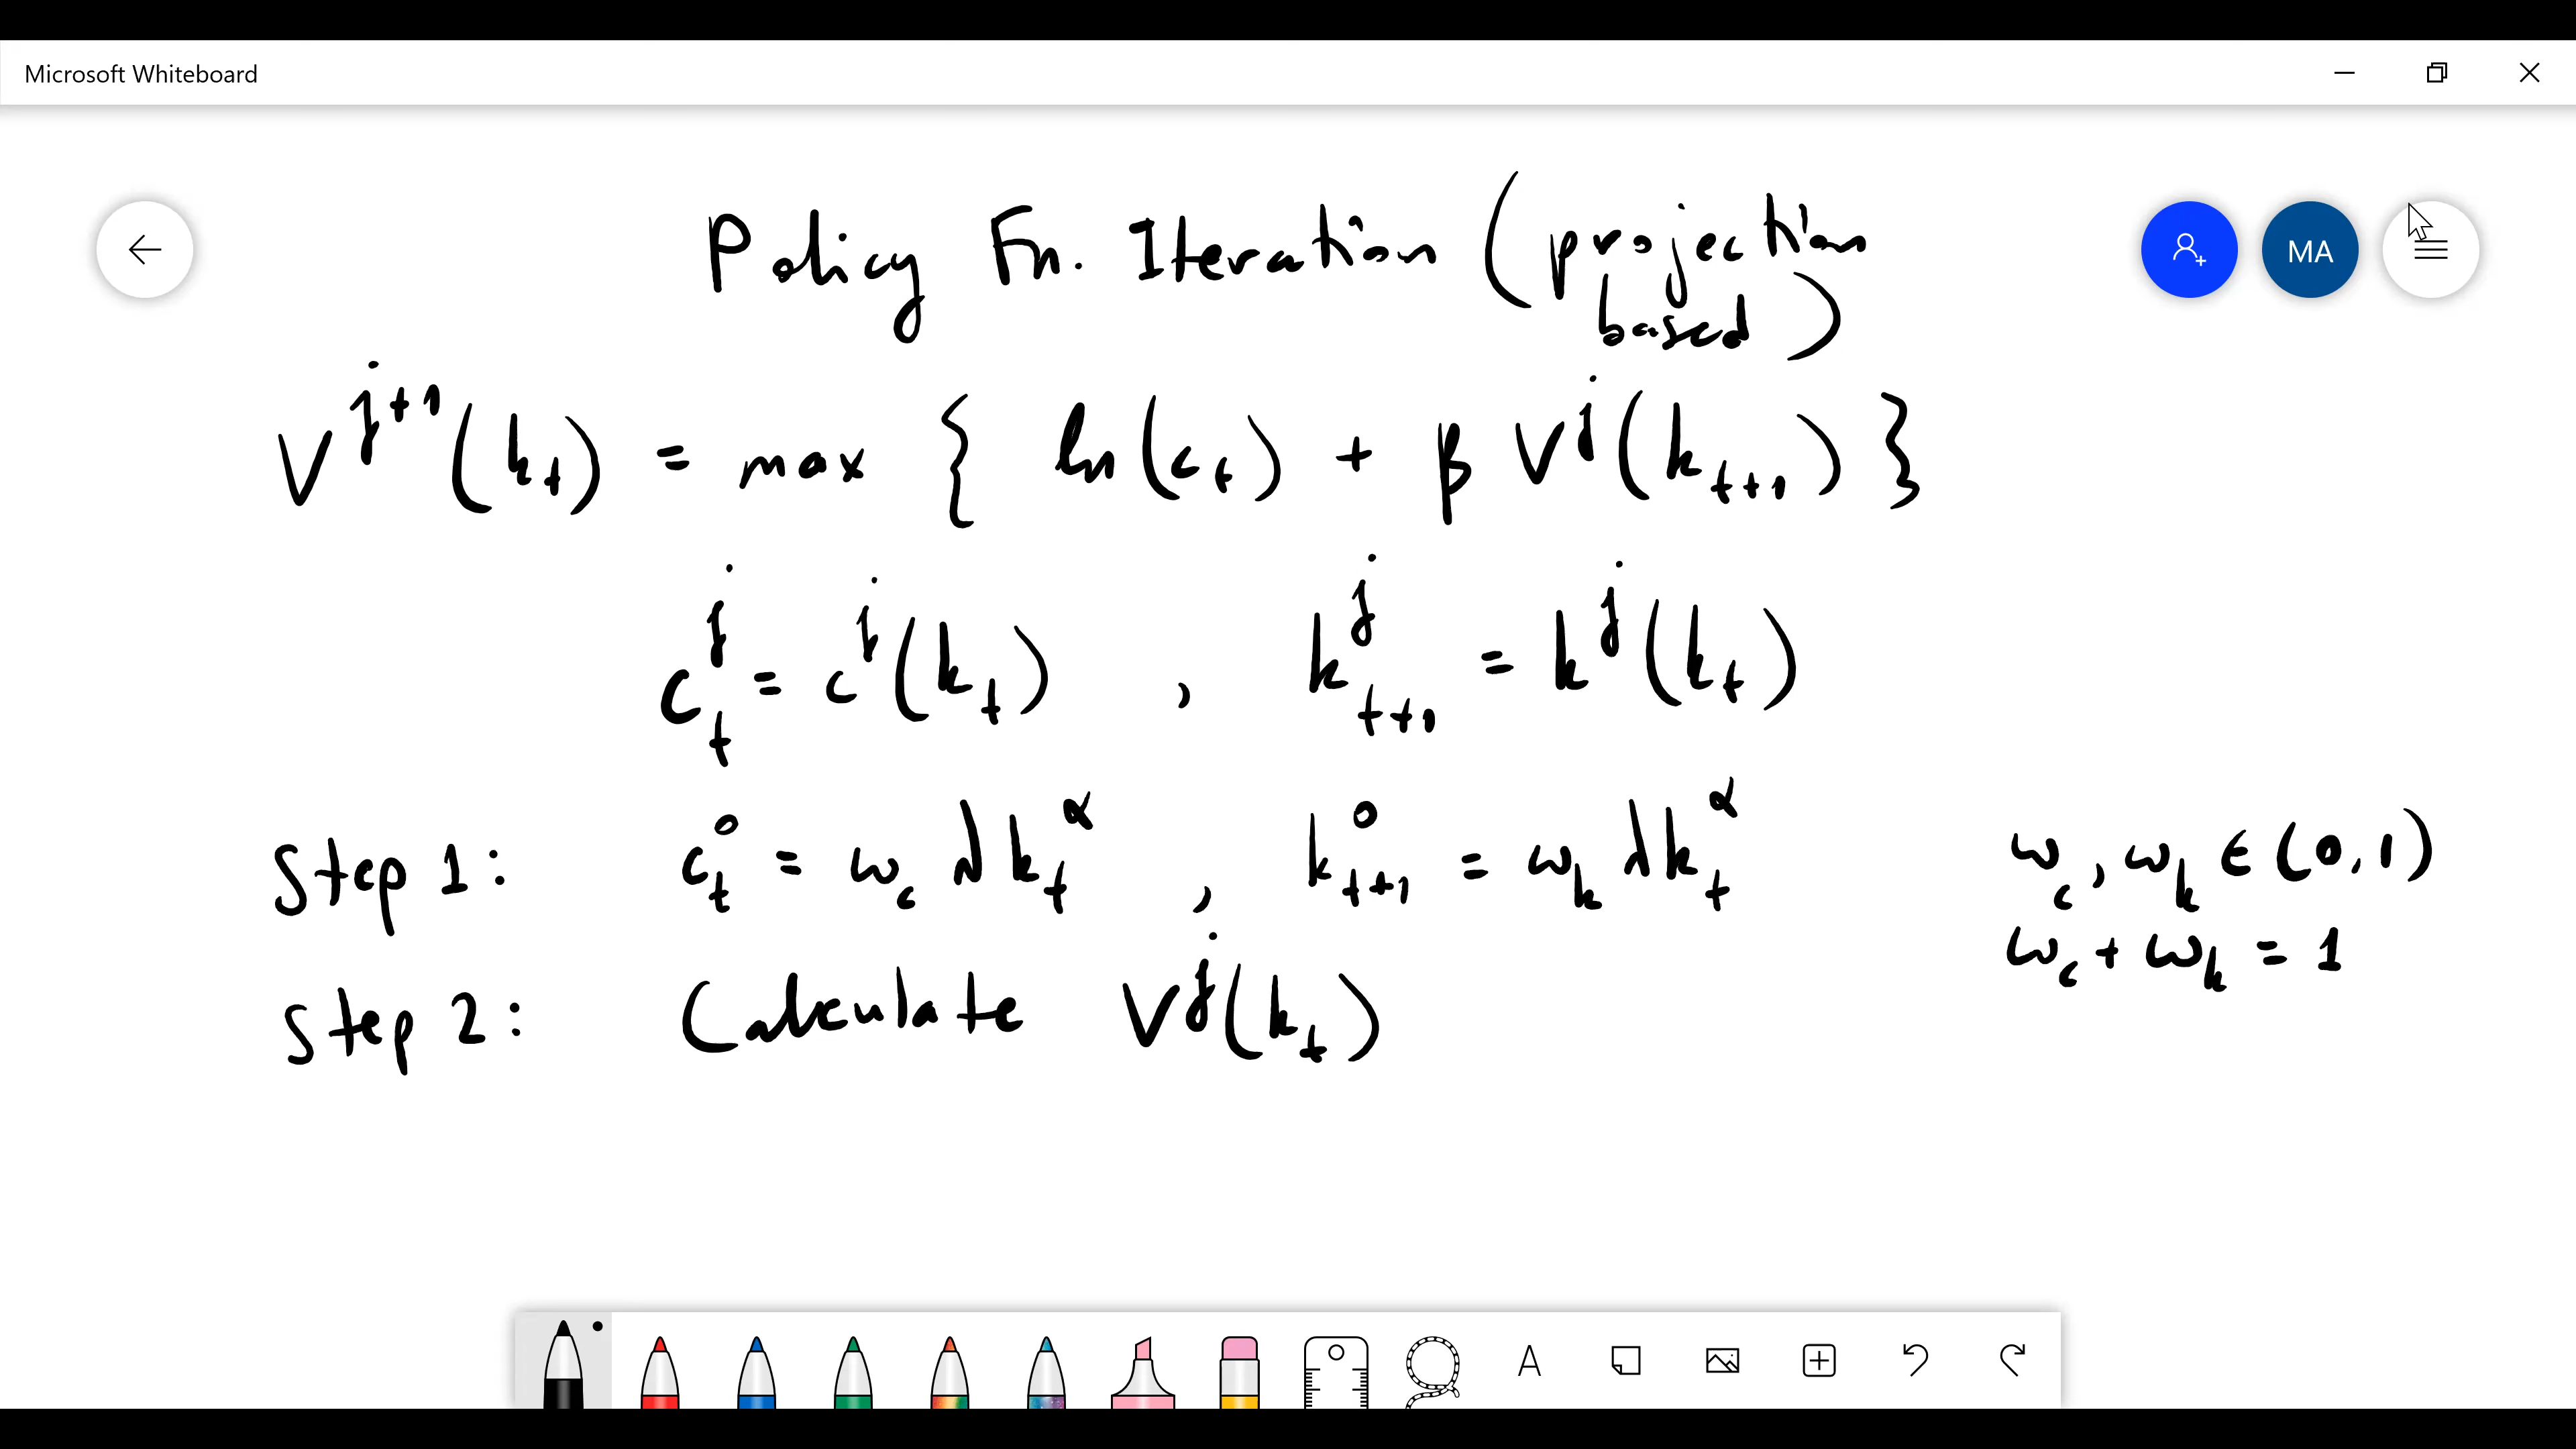 Microsoft Whiteboard
MA
Policy Fn. Iteration (projection
based)
V^{j+1}(k_t) = max { ln(c_t) + β V^j(k_{t+1}) }
c_t^j = c^j(k_t) , k_{t+1}^j = k^j(k_t)
Step 1: c_t^0 = ω_c λ k_t^α , k_{t+1}^0 = ω_k λ k_t^α ω_c, ω_k ∈ (0,1)
ω_c + ω_k = 1
Step 2: Calculate V^j(k_t)
A